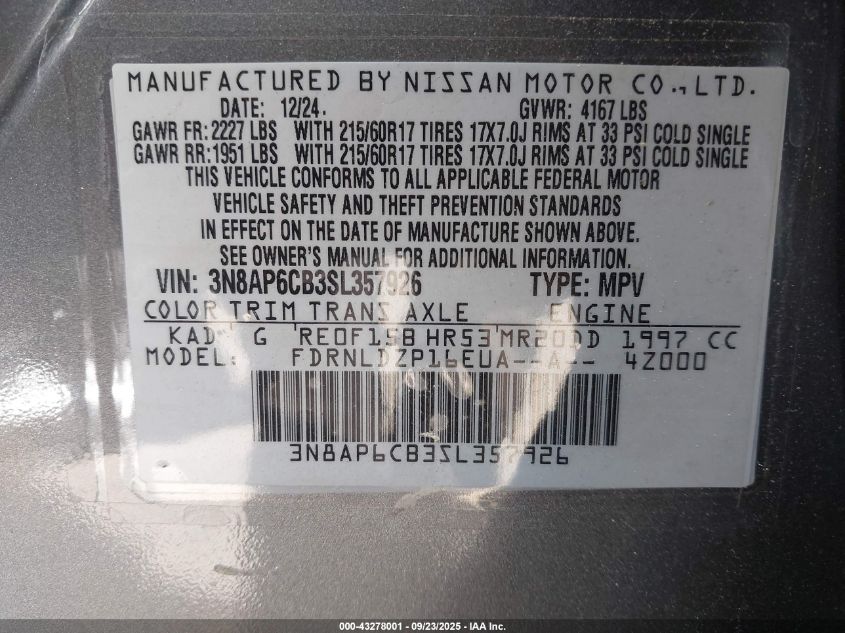 MANUFACTURED BY NISSAN MOTOR CO., LTD.
DATE: 12/24. GVWR: 4167 LBS
GAWR FR: 2227 LBS WITH 215/60R17 TIRES 17X7.0J RIMS AT 33 PSI COLD SINGLE
GAWR RR: 1951 LBS WITH 215/60R17 TIRES 17X7.0J RIMS AT 33 PSI COLD SINGLE
THIS VEHICLE CONFORMS TO ALL APPLICABLE FEDERAL MOTOR
VEHICLE SAFETY AND THEFT PREVENTION STANDARDS
IN EFFECT ON THE DATE OF MANUFACTURE SHOWN ABOVE.
SEE OWNER'S MANUAL FOR ADDITIONAL INFORMATION.
VIN: 3N8AP6CB3SL357926 TYPE: MPV
COLOR TRIM TRANS AXLE ENGINE
KAD G RE0F15B HR53 MR20DD 1997 CC
MODEL: FDRNLDZP16EUA--A-- 4Z000
3N8AP6CB3SL357926
000-43278001 | 09/23/2025 | IAA Inc.